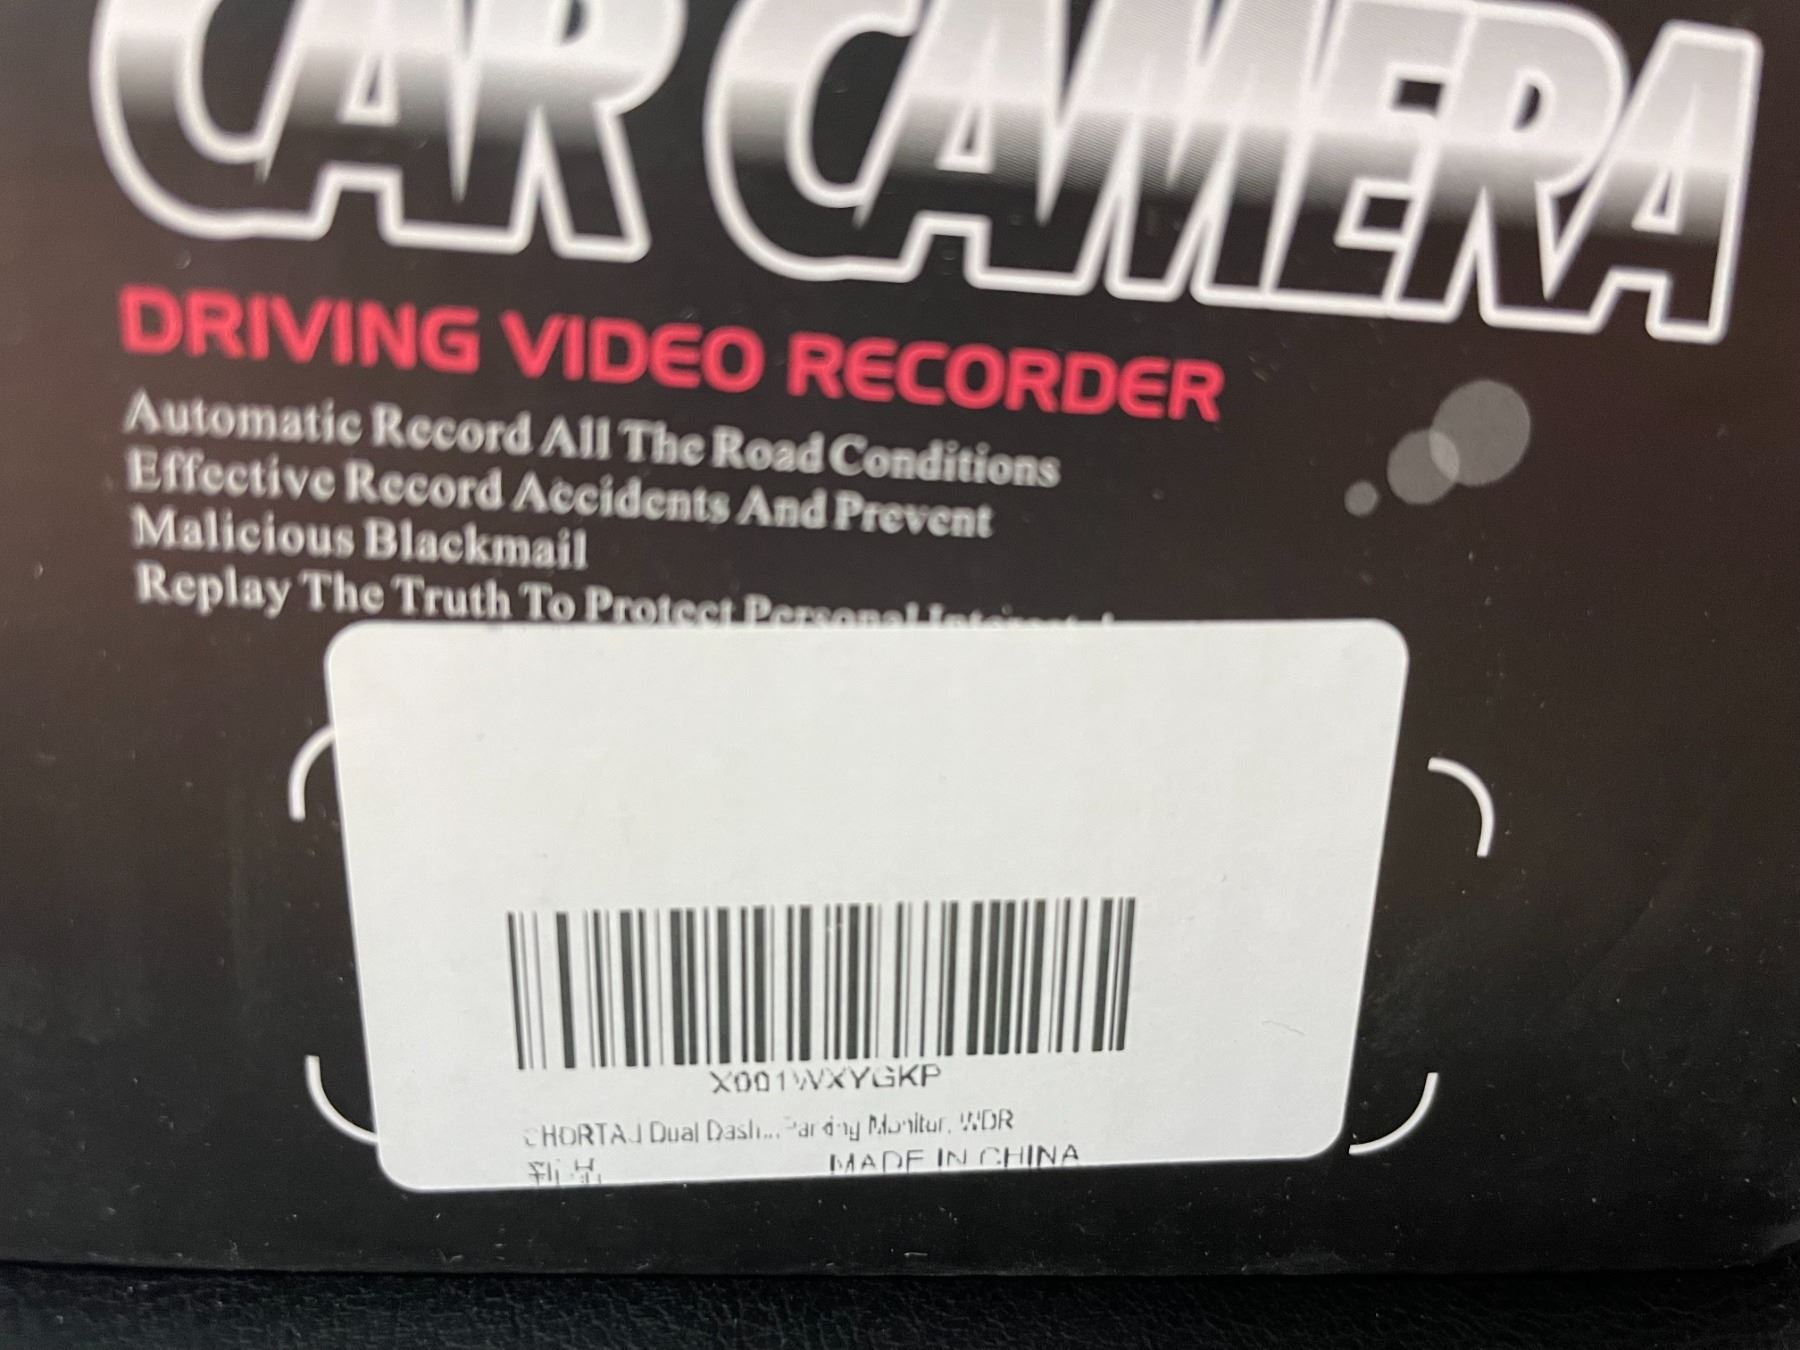 CAR CAMERA
DRIVING VIDEO RECORDER
Automatic Record All The Road Conditions
Effective Record Accidents And Prevent
Malicious Blackmail
Replay The Truth To Protect Personal
X001WXYGKP
CHORTAU Dual Dash...Parking Monitor, WDR
MADE IN CHINA